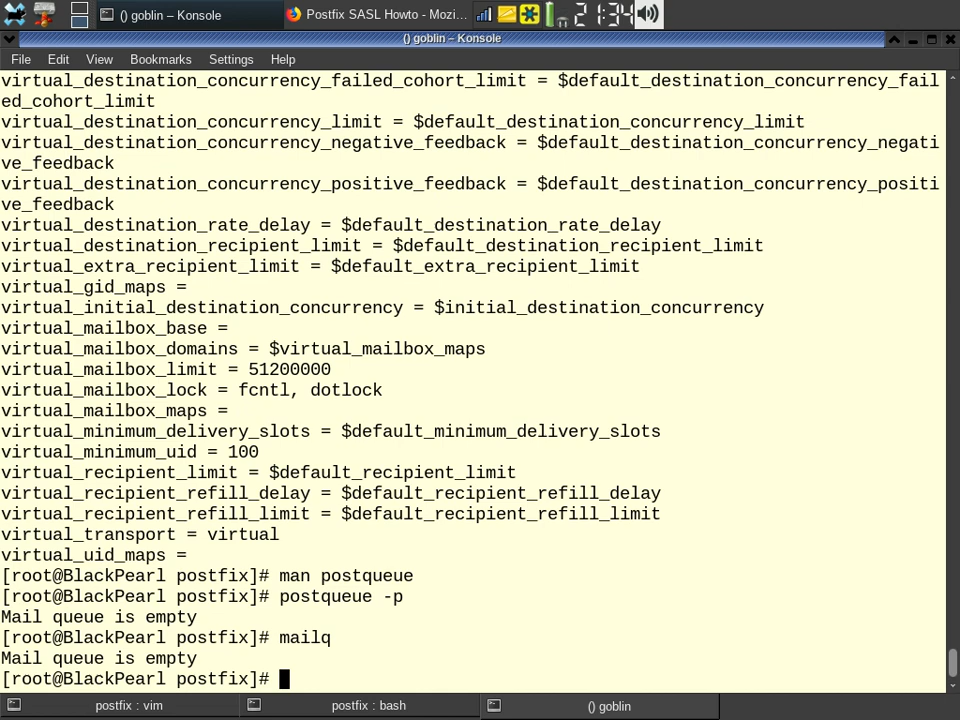 () goblin – Konsole
Postfix SASL Howto - Mozi...
21:34
() goblin – Konsole
File Edit View Bookmarks Settings Help
virtual_destination_concurrency_failed_cohort_limit = $default_destination_concurrency_fail
ed_cohort_limit
virtual_destination_concurrency_limit = $default_destination_concurrency_limit
virtual_destination_concurrency_negative_feedback = $default_destination_concurrency_negati
ve_feedback
virtual_destination_concurrency_positive_feedback = $default_destination_concurrency_positi
ve_feedback
virtual_destination_rate_delay = $default_destination_rate_delay
virtual_destination_recipient_limit = $default_destination_recipient_limit
virtual_extra_recipient_limit = $default_extra_recipient_limit
virtual_gid_maps =
virtual_initial_destination_concurrency = $initial_destination_concurrency
virtual_mailbox_base =
virtual_mailbox_domains = $virtual_mailbox_maps
virtual_mailbox_limit = 51200000
virtual_mailbox_lock = fcntl, dotlock
virtual_mailbox_maps =
virtual_minimum_delivery_slots = $default_minimum_delivery_slots
virtual_minimum_uid = 100
virtual_recipient_limit = $default_recipient_limit
virtual_recipient_refill_delay = $default_recipient_refill_delay
virtual_recipient_refill_limit = $default_recipient_refill_limit
virtual_transport = virtual
virtual_uid_maps =
[root@BlackPearl postfix]# man postqueue
[root@BlackPearl postfix]# postqueue -p
Mail queue is empty
[root@BlackPearl postfix]# mailq
Mail queue is empty
[root@BlackPearl postfix]#
postfix : vim
postfix : bash
() goblin